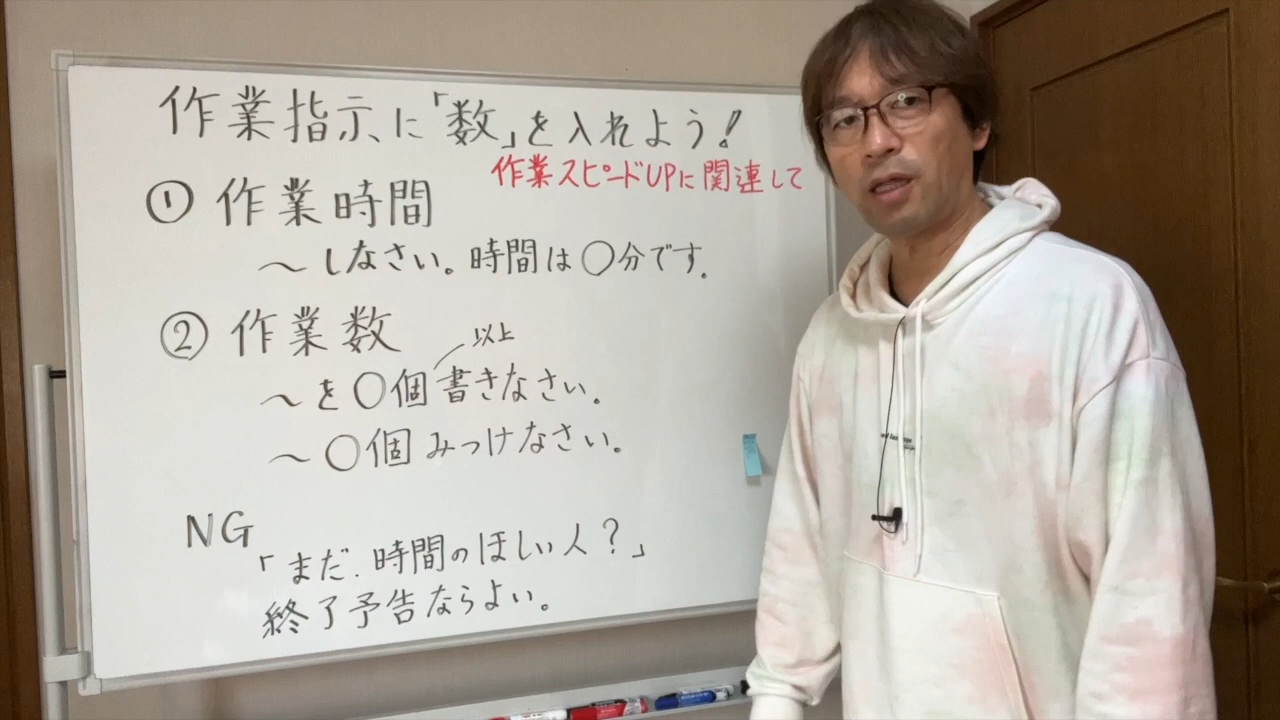 作業指示に「数」を入れよう!
作業スピードUPに関連して
① 作業時間
〜しなさい。時間は〇分です。
② 作業数
以上
〜を〇個書きなさい。
〜〇個みつけなさい。
NG
「まだ、時間のほしい人?」
終了予告ならよい。